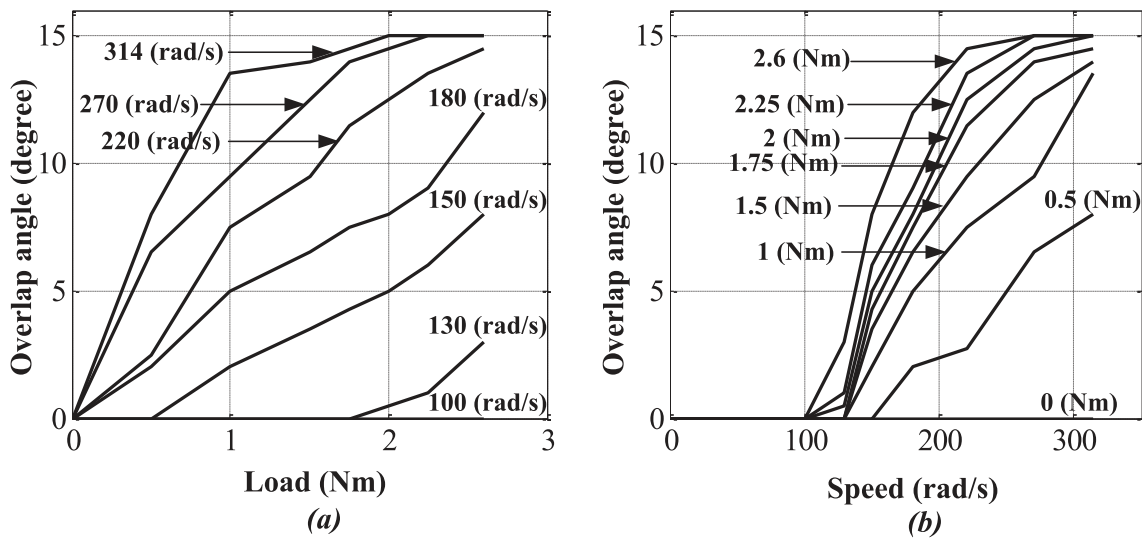 Overlap angle (degree)
15
10
5
0
314 (rad/s)
270 (rad/s)
220 (rad/s)
180 (rad/s)
150 (rad/s)
130 (rad/s)
100 (rad/s)
0 1 2 3
Load (Nm)
(a)
Overlap angle (degree)
15
10
5
0
2.6 (Nm)
2.25 (Nm)
2 (Nm)
1.75 (Nm)
1.5 (Nm)
1 (Nm)
0.5 (Nm)
0 (Nm)
0 100 200 300
Speed (rad/s)
(b)